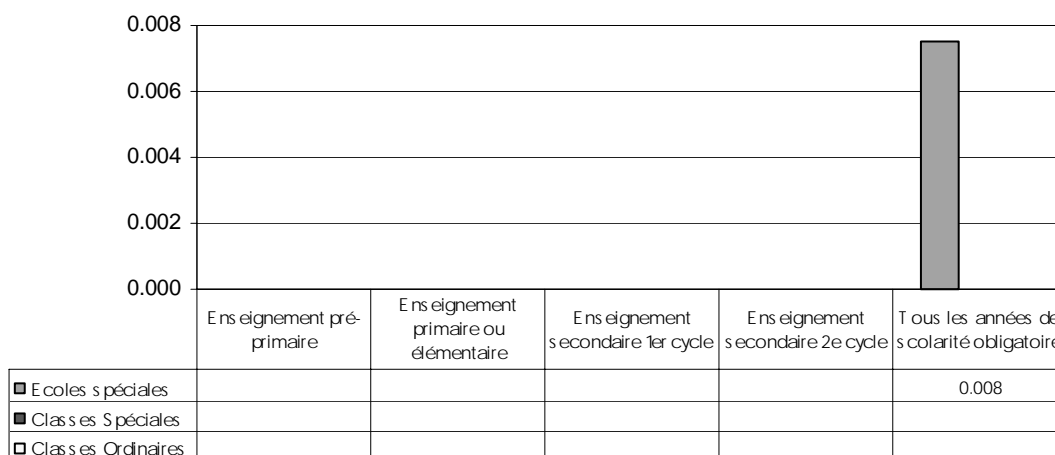 0.008
0.006
0.004
0.002
0.000
Enseignement pré-
primaire
Enseignement
primaire ou
élémentaire
Enseignement
secondaire 1er cycle
Enseignement
secondaire 2e cycle
Tous les années de
scolarité obligatoire
Ecoles spéciales 0.008
Classes Spéciales
Classes Ordinaires